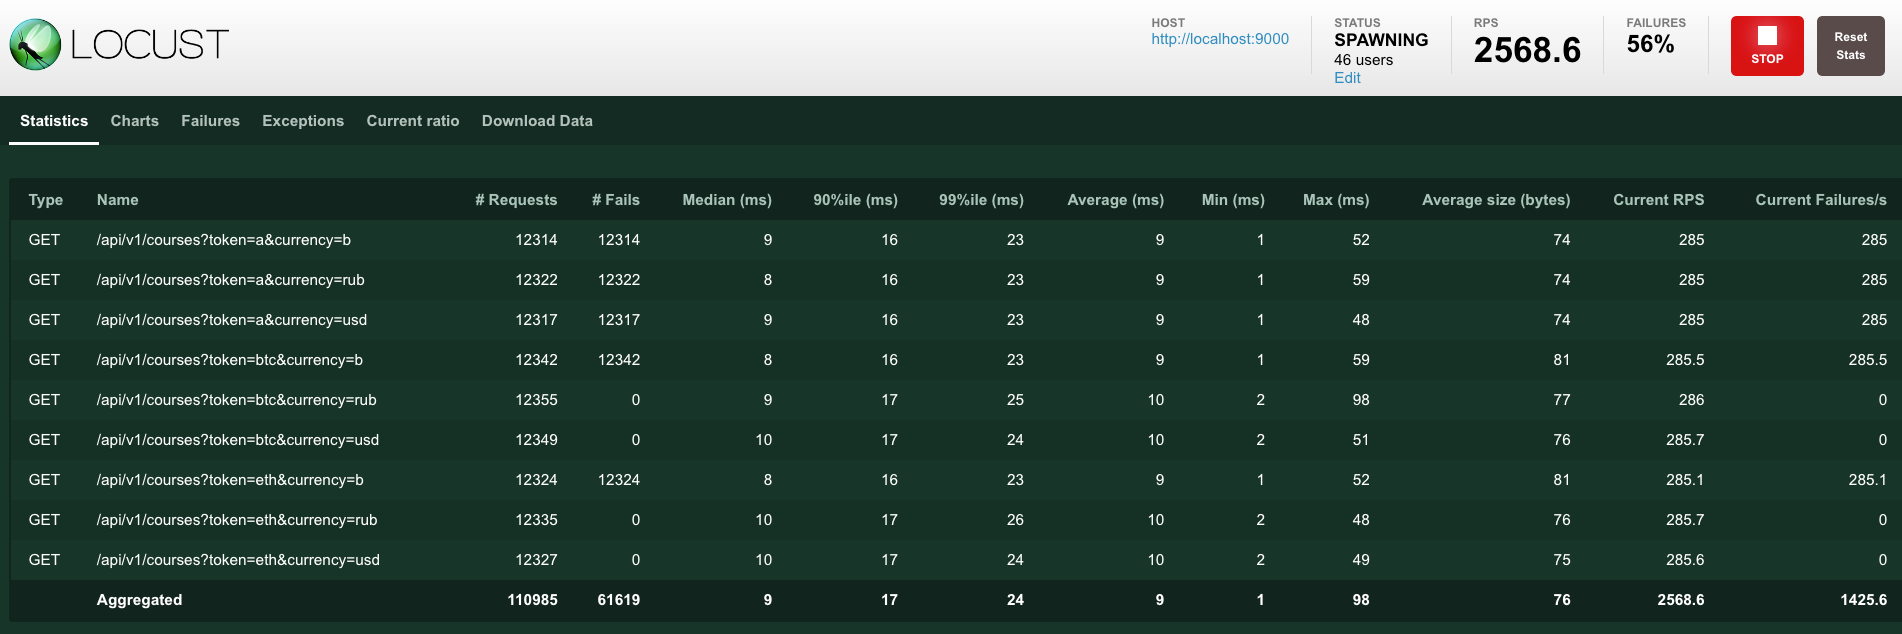 LOCUST
HOST
http://localhost:9000
STATUS
SPAWNING
46 users
Edit
RPS
2568.6
FAILURES
56%
STOP
Reset
Stats
Statistics Charts Failures Exceptions Current ratio Download Data
Type Name # Requests # Fails Median (ms) 90%ile (ms) 99%ile (ms) Average (ms) Min (ms) Max (ms) Average size (bytes) Current RPS Current Failures/s
GET /api/v1/courses?token=a&currency=b 12314 12314 9 16 23 9 1 52 74 285 285
GET /api/v1/courses?token=a&currency=rub 12322 12322 8 16 23 9 1 59 74 285 285
GET /api/v1/courses?token=a&currency=usd 12317 12317 9 16 23 9 1 48 74 285 285
GET /api/v1/courses?token=btc&currency=b 12342 12342 8 16 23 9 1 59 81 285.5 285.5
GET /api/v1/courses?token=btc&currency=rub 12355 0 9 17 25 10 2 98 77 286 0
GET /api/v1/courses?token=btc&currency=usd 12349 0 10 17 24 10 2 51 76 285.7 0
GET /api/v1/courses?token=eth&currency=b 12324 12324 8 16 23 9 1 52 81 285.1 285.1
GET /api/v1/courses?token=eth&currency=rub 12335 0 10 17 26 10 2 48 76 285.7 0
GET /api/v1/courses?token=eth&currency=usd 12327 0 10 17 24 10 2 49 75 285.6 0
Aggregated 110985 61619 9 17 24 9 1 98 76 2568.6 1425.6